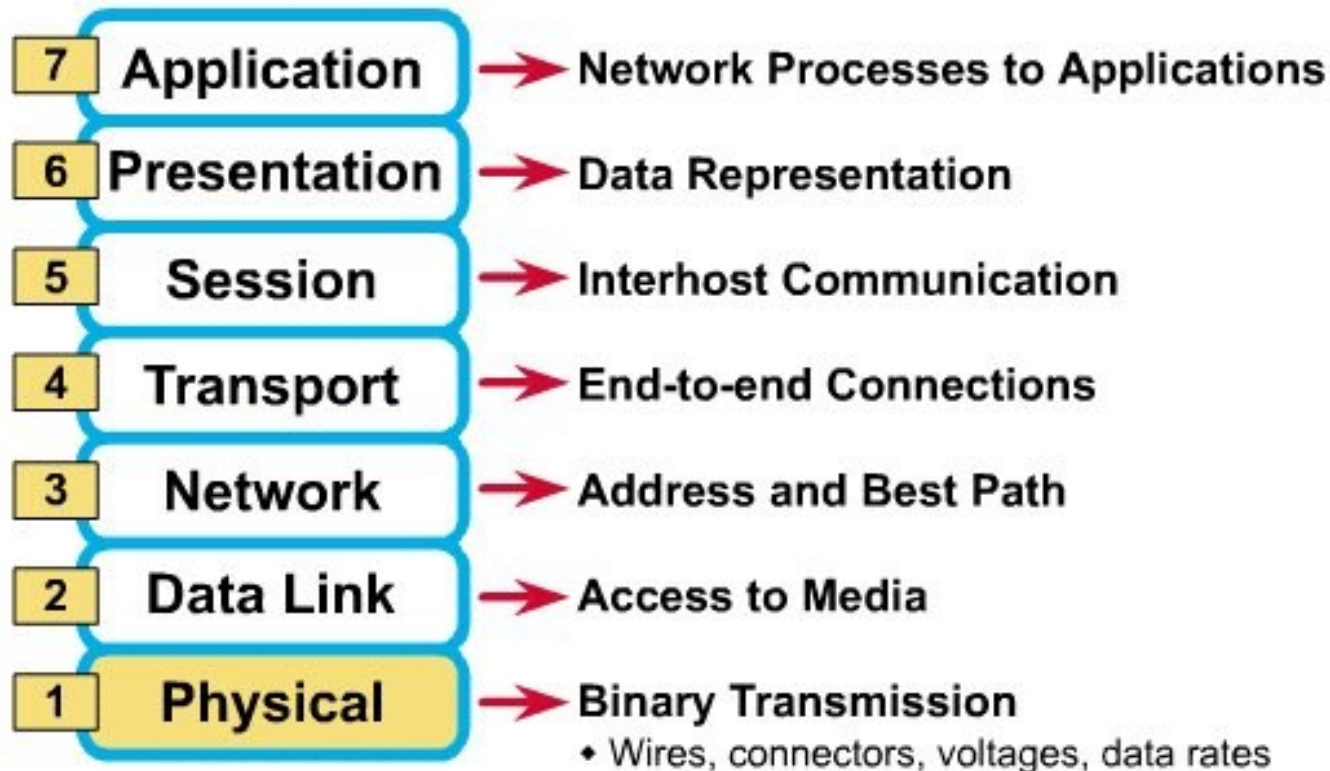 7 Application Network Processes to Applications
6 Presentation Data Representation
5 Session Interhost Communication
4 Transport End-to-end Connections
3 Network Address and Best Path
2 Data Link Access to Media
1 Physical Binary Transmission
◆ Wires, connectors, voltages, data rates